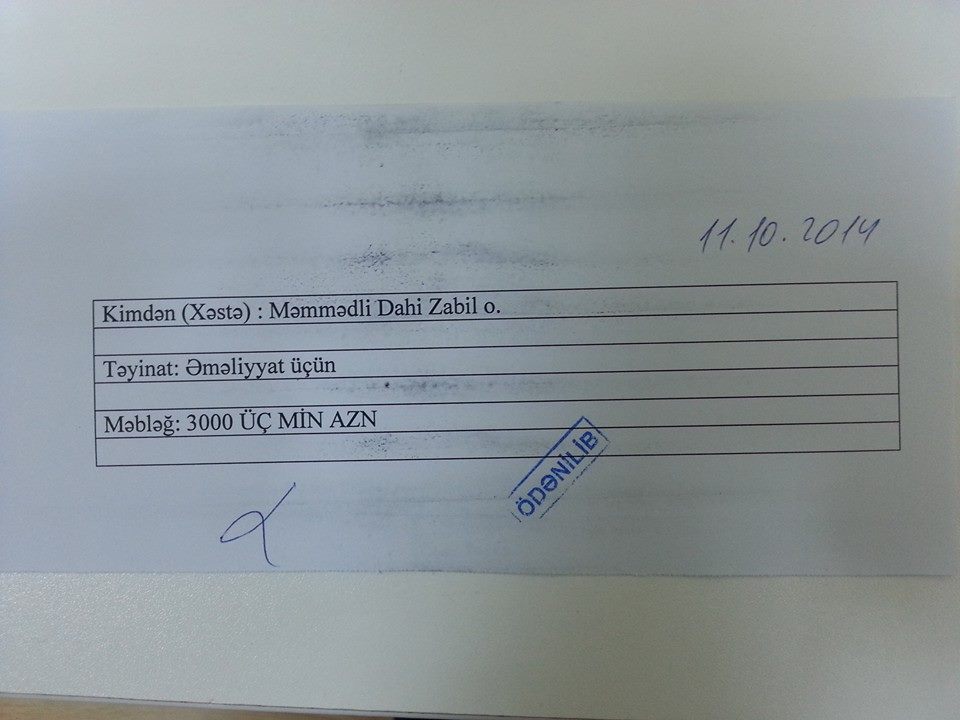 11.10.2014
Kimdən (Xəstə) : Məmmədli Dahi Zabil o.
Təyinat: Əməliyyat üçün
Məbləğ: 3000 ÜÇ MİN AZN
ÖDƏNİLİB